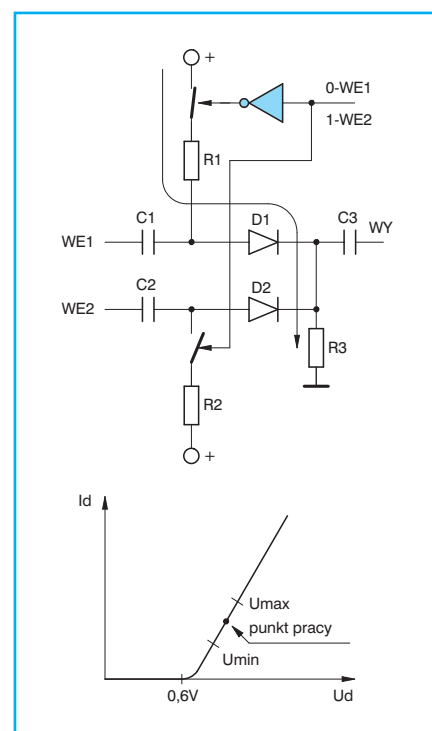 +
0-WE1
1-WE2
R1
C1
D1
C3
WY
WE1
C2
D2
WE2
R3
R2
+
Id
Umax
punkt pracy
Umin
0,6V
Ud